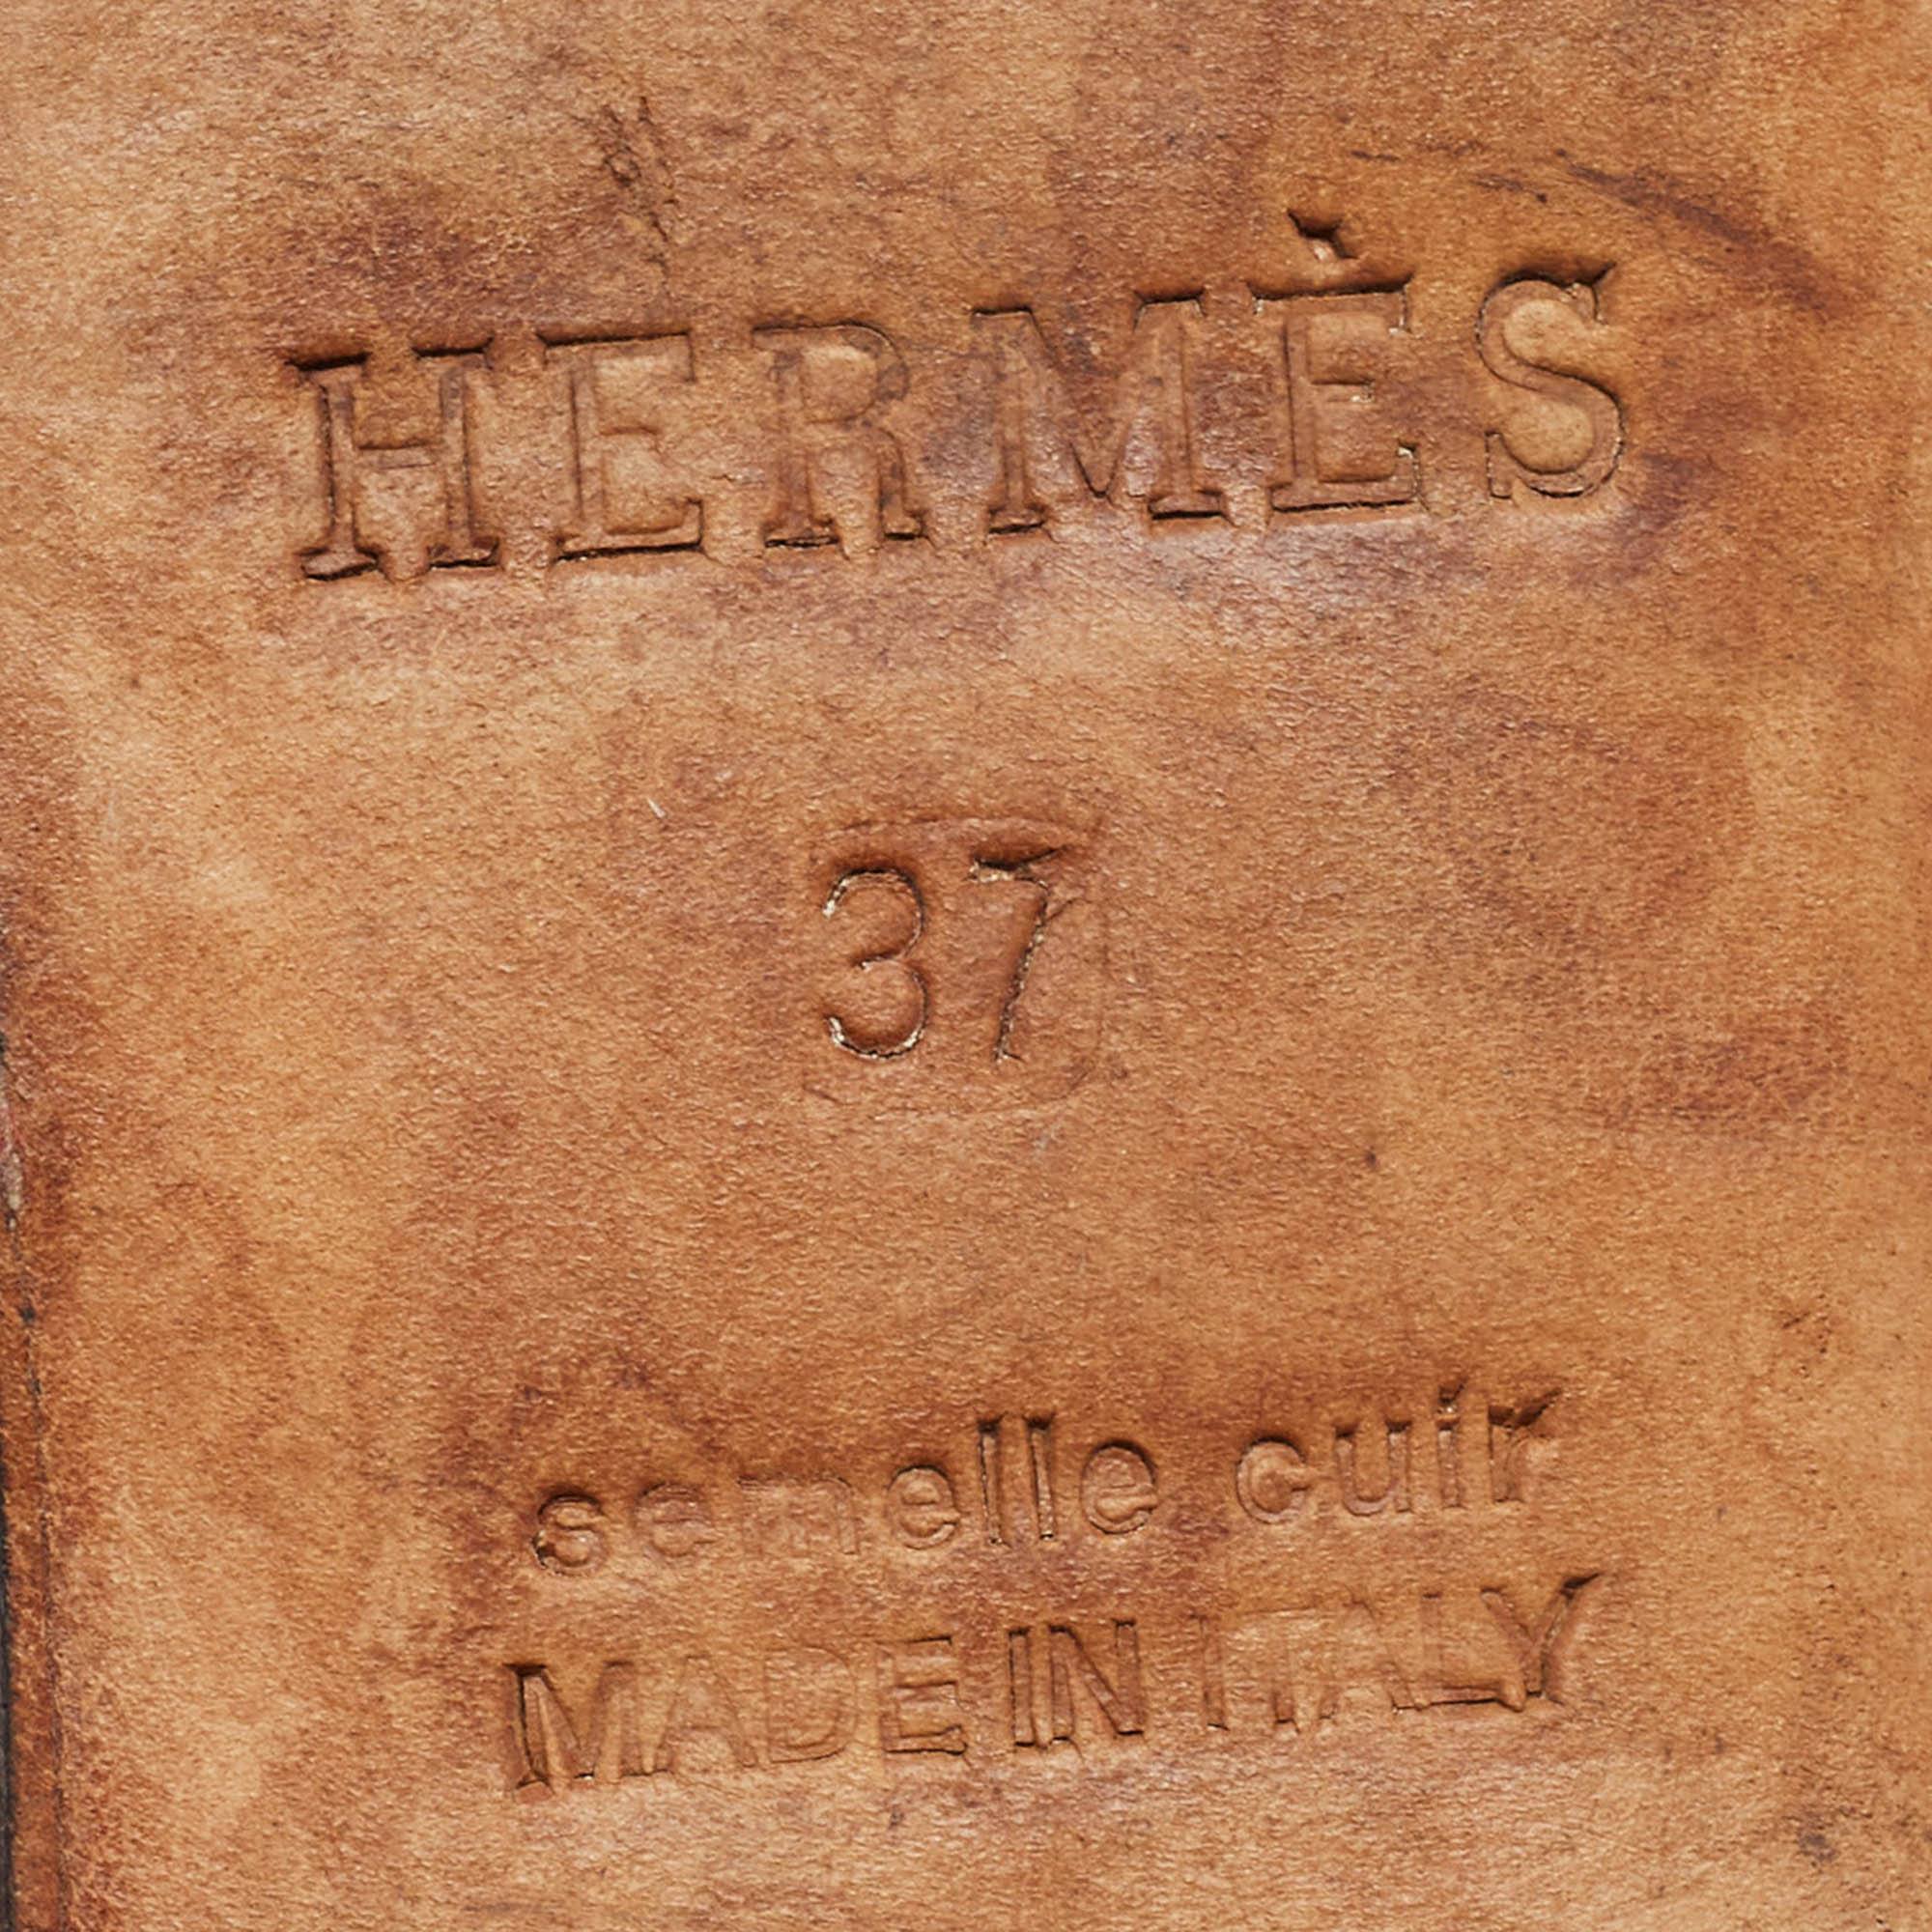 HERMÈS
37
semelle cuir
MADE IN ITALY